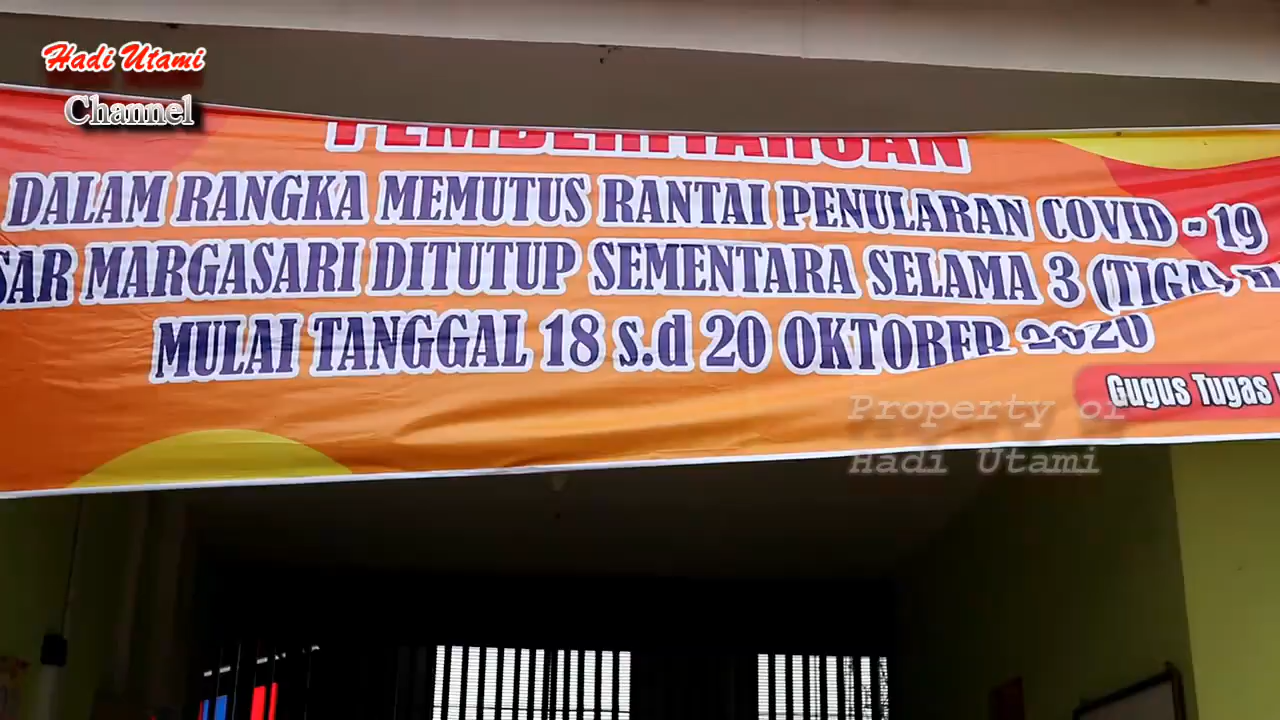 Hadi Utami
Channel
PEMBERITAHUAN
DALAM RANGKA MEMUTUS RANTAI PENULARAN COVID - 19
MARGASARI DITUTUP SEMENTARA SELAMA 3 (TIGA)
MULAI TANGGAL 18 s.d 20 OKTOBER 2020
Gugus Tugas
Property of
Hadi Utami